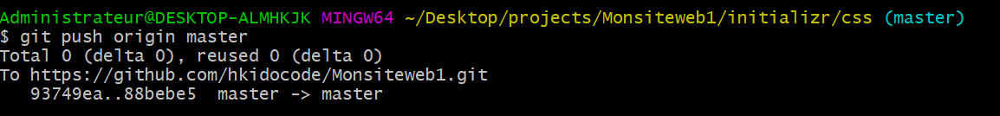 Administrateur@DESKTOP-ALMHKJK MINGW64 ~/Desktop/projects/Monsiteweb1/initializr/css (master)
$ git push origin master
Total 0 (delta 0), reused 0 (delta 0)
To https://github.com/hkidocode/Monsiteweb1.git
   93749ea..88bebe5  master -> master